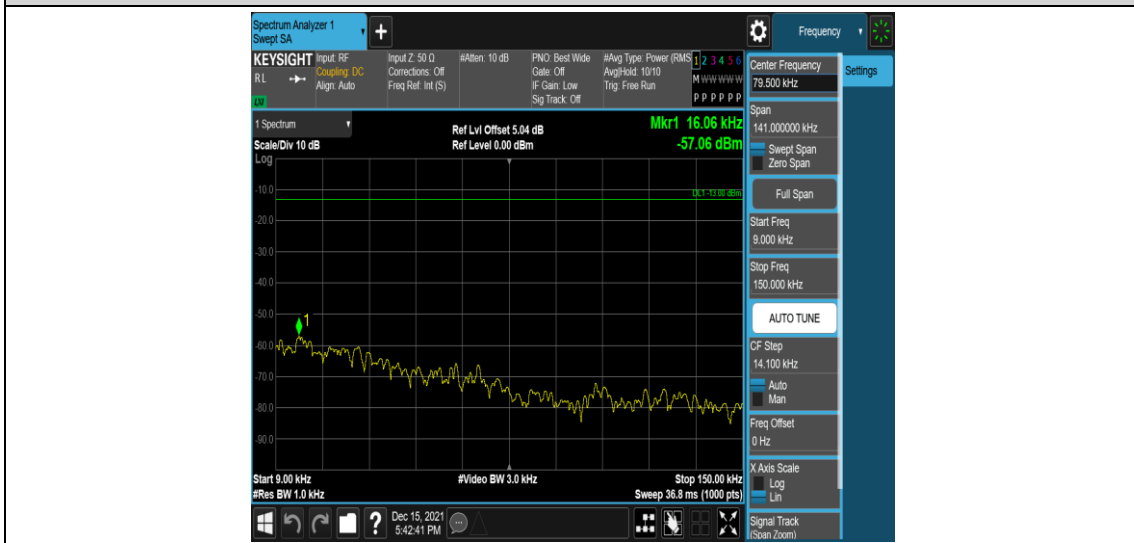 Spectrum Analyzer 1
Swept SA
+
Frequency
KEYSIGHT
RL
Input: RF
Coupling: DC
Align: Auto
Input Z: 50 Ω
Corrections: Off
Freq Ref: Int (S)
#Atten: 10 dB
PNO: Best Wide
Gate: Off
IF Gain: Low
Sig Track: Off
#Avg Type: Power (RMS
Avg|Hold: 10/10
Trig: Free Run
1 2 3 4 5 6
M W W W W W
P P P P P P
1 Spectrum
Scale/Div 10 dB
Ref Lvl Offset 5.04 dB
Ref Level 0.00 dBm
Mkr1 16.06 kHz
-57.06 dBm
Log
DL1 -13.00 dBm
-10.0
-20.0
-30.0
-40.0
-50.0
-60.0
-70.0
-80.0
-90.0
1
Start 9.00 kHz
#Res BW 1.0 kHz
#Video BW 3.0 kHz
Stop 150.00 kHz
Sweep 36.8 ms (1000 pts)
Center Frequency
79.500 kHz
Settings
Span
141.000000 kHz
Swept Span
Zero Span
Full Span
Start Freq
9.000 kHz
Stop Freq
150.000 kHz
AUTO TUNE
CF Step
14.100 kHz
Auto
Man
Freq Offset
0 Hz
X Axis Scale
Log
Lin
Signal Track
(Span Zoom)
?
Dec 15, 2021
5:42:41 PM